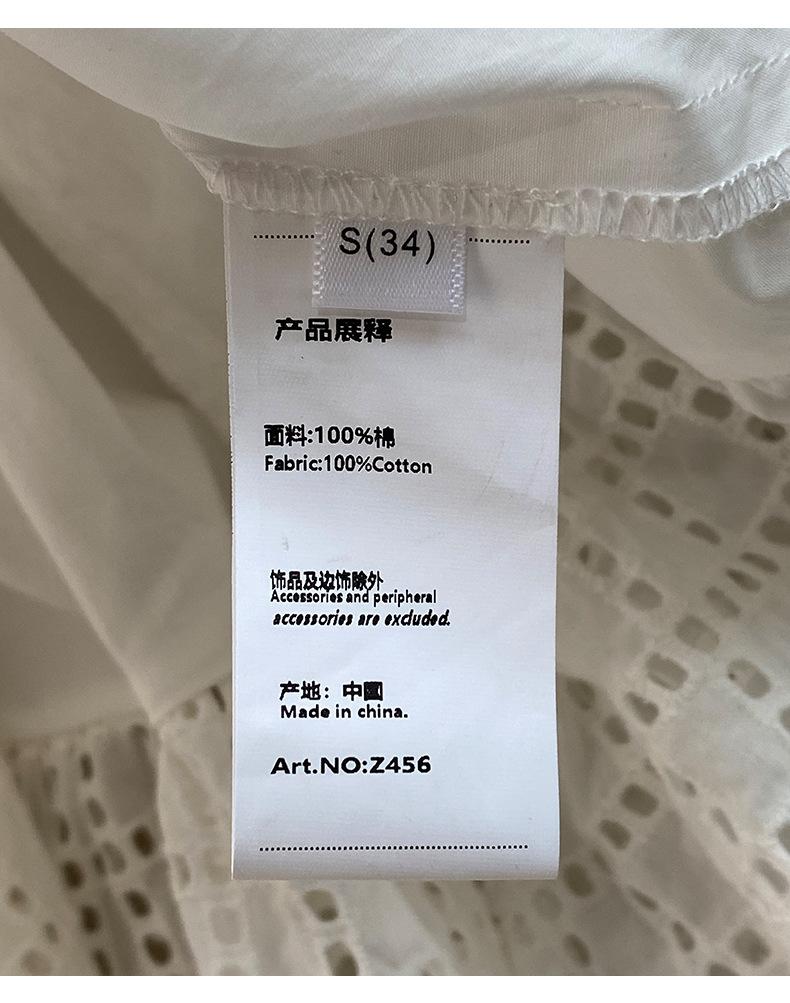 S(34)
产品展释
面料:100%棉
Fabric:100%Cotton
饰品及边饰除外
Accessories and peripheral
accessories are excluded.
产地：中國
Made in china.
Art.NO:Z456